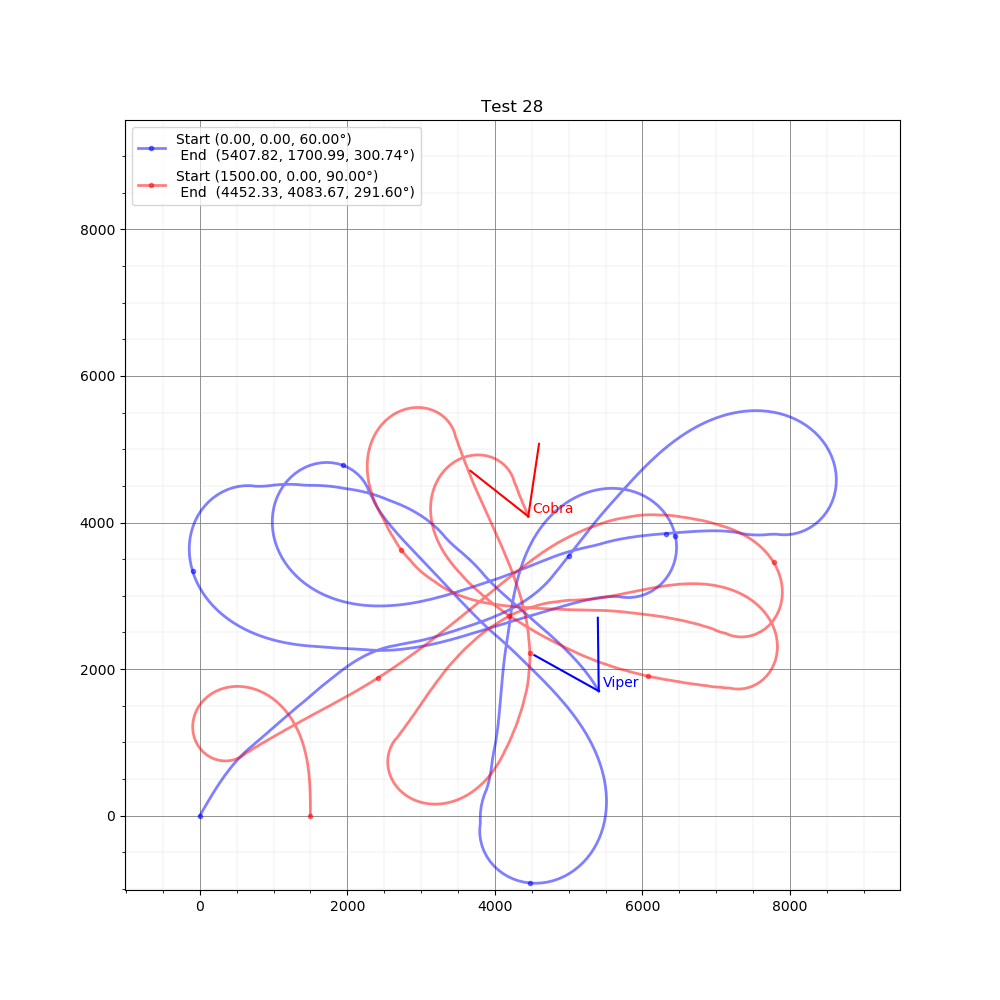 Test 28
Start (0.00, 0.00, 60.00°)
End (5407.82, 1700.99, 300.74°)
Start (1500.00, 0.00, 90.00°)
End (4452.33, 4083.67, 291.60°)
8000
6000
4000
2000
0
Cobra
Viper
0 2000 4000 6000 8000